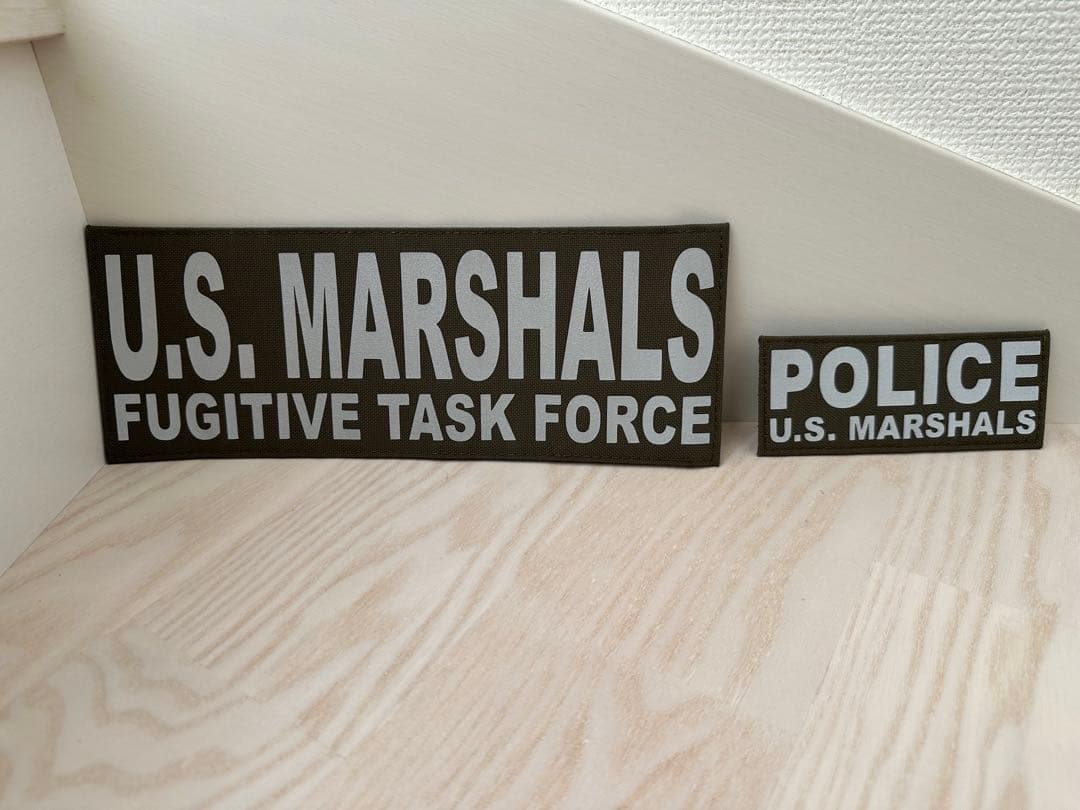 U.S. MARSHALS
FUGITIVE TASK FORCE
POLICE
U.S. MARSHALS